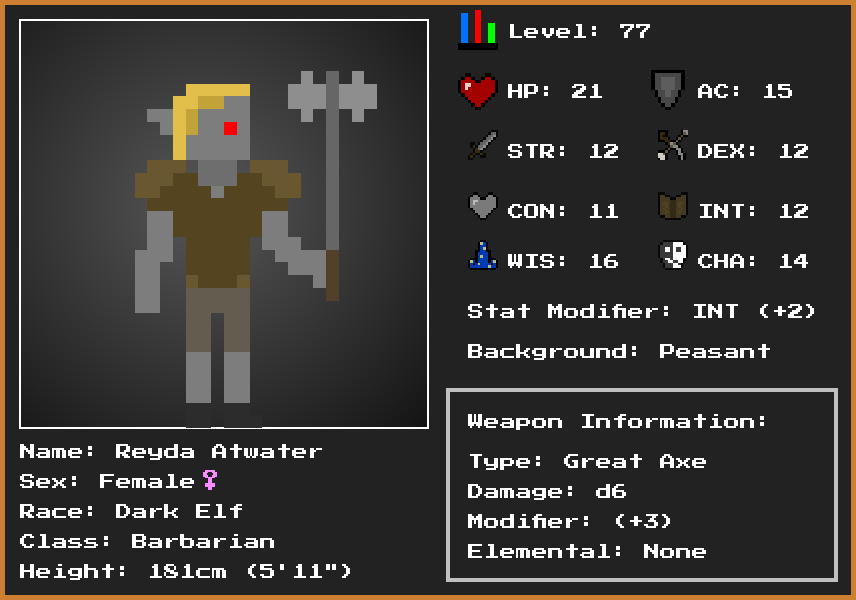 Level: 77
HP: 21 AC: 15
STR: 12 DEX: 12
CON: 11 INT: 12
WIS: 16 CHA: 14
Stat Modifier: INT (+2)
Background: Peasant
Weapon Information:
Type: Great Axe
Damage: d6
Modifier: (+3)
Elemental: None
Name: Reyda Atwater
Sex: Female♀
Race: Dark Elf
Class: Barbarian
Height: 181cm (5'11")